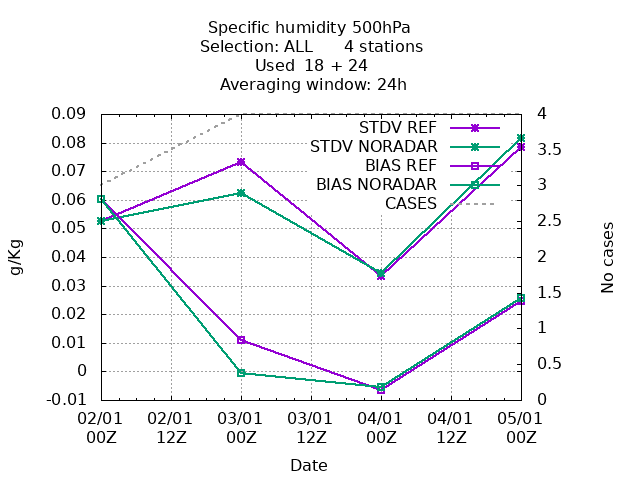 Specific humidity 500hPa
Selection: ALL      4 stations
Used  18 + 24
Averaging window: 24h
STDV REF
STDV NORADAR
BIAS REF
BIAS NORADAR
CASES
0.09
0.08
0.07
0.06
0.05
0.04
0.03
0.02
0.01
0
-0.01
g/Kg
4
3.5
3
2.5
2
1.5
1
0.5
0
No cases
02/01 02/01 03/01 03/01 04/01 04/01 05/01
00Z 12Z 00Z 12Z 00Z 12Z 00Z
Date